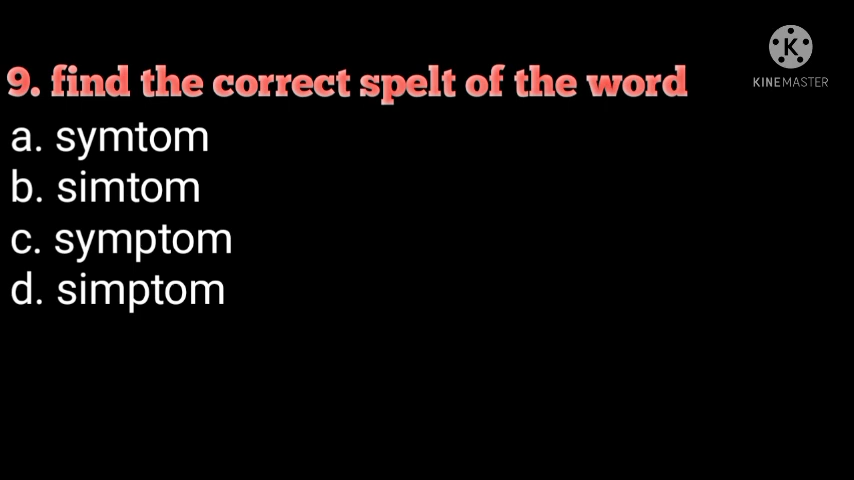 K
KINEMASTER
9. find the correct spelt of the word
a. symtom
b. simtom
c. symptom
d. simptom